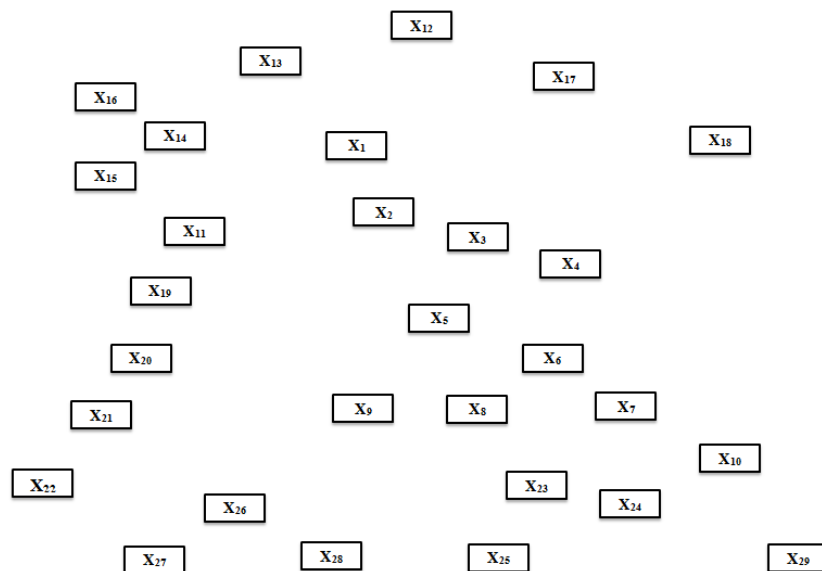 X₁₂
X₁₃
X₁₇
X₁₆
X₁₄
X₁
X₁₈
X₁₅
X₂
X₁₁
X₃
X₄
X₁₉
X₅
X₂₀
X₆
X₂₁
X₉
X₈
X₇
X₁₀
X₂₂
X₂₃
X₂₆
X₂₄
X₂₇
X₂₈
X₂₅
X₂₉